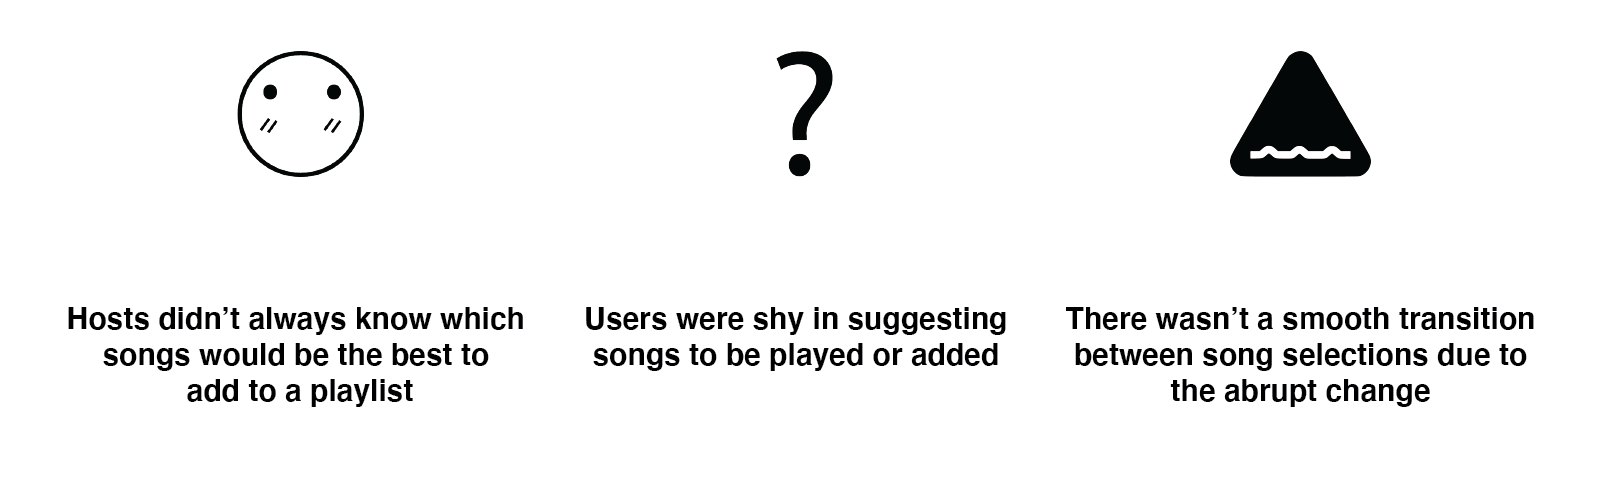 ?
Hosts didn’t always know which
songs would be the best to
add to a playlist
Users were shy in suggesting
songs to be played or added
There wasn’t a smooth transition
between song selections due to
the abrupt change